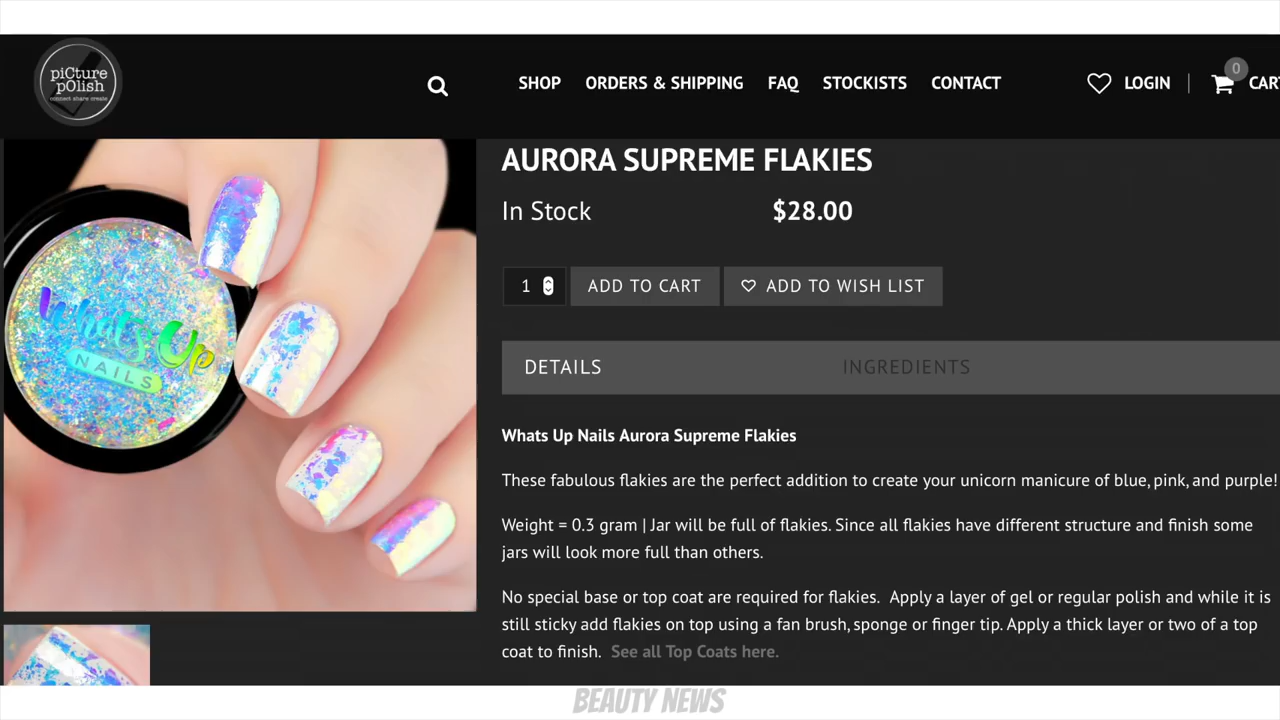 piCture
pOlish
connect share create
SHOP
ORDERS & SHIPPING
FAQ
STOCKISTS
CONTACT
LOGIN
0
CART
AURORA SUPREME FLAKIES
In Stock
$28.00
1
ADD TO CART
ADD TO WISH LIST
DETAILS
INGREDIENTS
Whats Up
NAILS
Whats Up Nails Aurora Supreme Flakies
These fabulous flakies are the perfect addition to create your unicorn manicure of blue, pink, and purple!
Weight = 0.3 gram | Jar will be full of flakies. Since all flakies have different structure and finish some
jars will look more full than others.
No special base or top coat are required for flakies. Apply a layer of gel or regular polish and while it is
still sticky add flakies on top using a fan brush, sponge or finger tip. Apply a thick layer or two of a top
coat to finish. See all Top Coats here.
BEAUTY NEWS